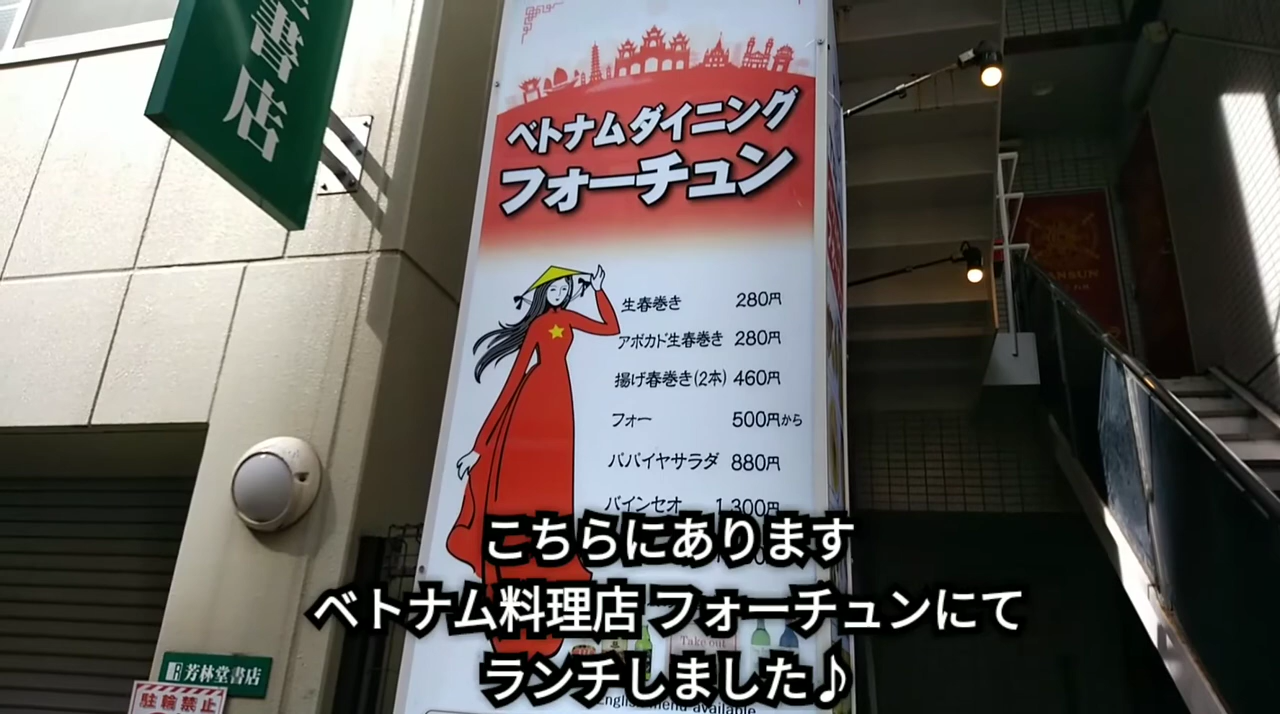 書店
ベトナムダイニング
フォーチュン
生春巻き 280円
アボカド生春巻き 280円
揚げ春巻き(2本) 460円
フォー 500円から
パパイヤサラダ 880円
バインセオ 1,300円
こちらにあります
ベトナム料理店 フォーチュンにて
ランチしました♪
Take out
English menu available
芳林堂書店
駐輪禁止